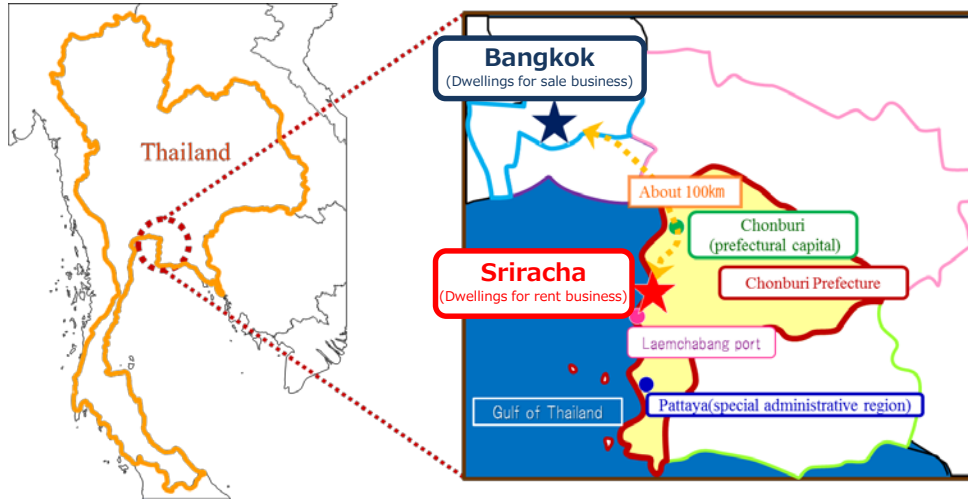 Thailand
Bangkok
(Dwellings for sale business)
About 100km
Chonburi
(prefectural capital)
Sriracha
(Dwellings for rent business)
Chonburi Prefecture
Laemchabang port
Gulf of Thailand
Pattaya(special administrative region)